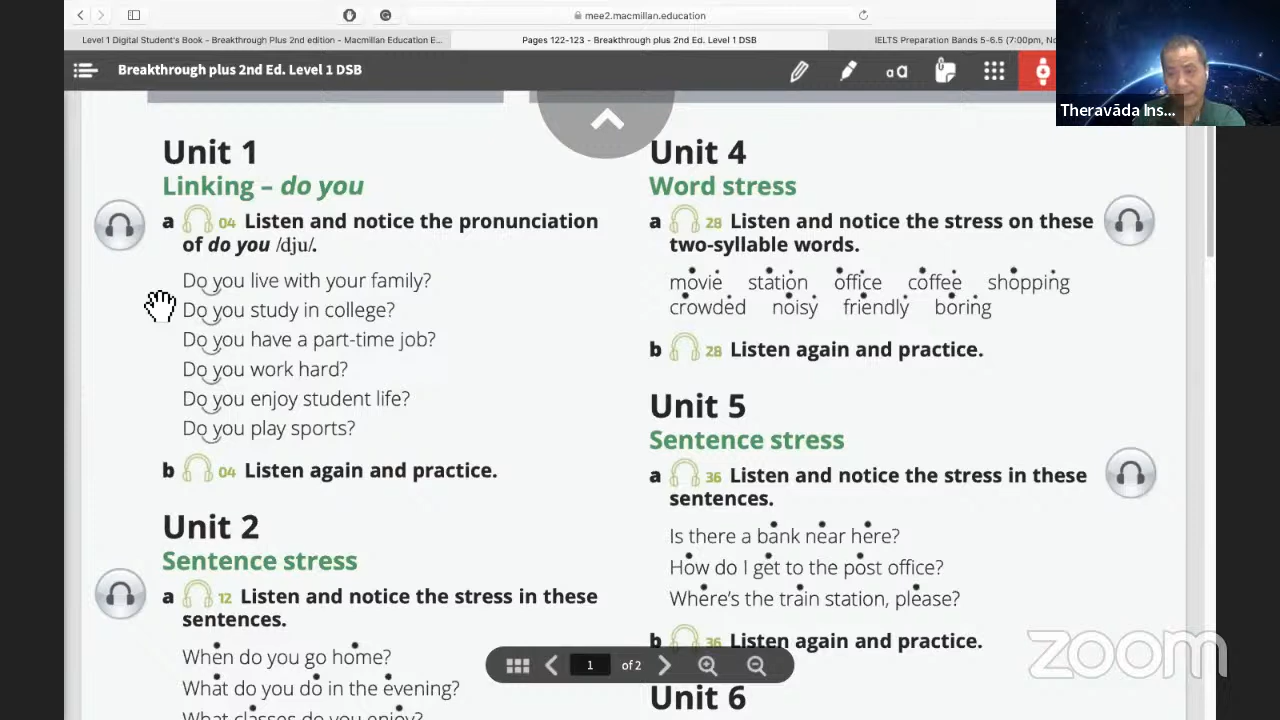 mee2.macmillan.education
Level 1 Digital Student's Book - Breakthrough Plus 2nd edition - Macmillan Education E...
Pages 122-123 - Breakthrough plus 2nd Ed. Level 1 DSB
IELTS Preparation Bands 5-6.5 (7:00pm, No
Breakthrough plus 2nd Ed. Level 1 DSB
Theravāda Ins...
Unit 1
Linking – do you
a 04 Listen and notice the pronunciation
of do you /dju/.
Do you live with your family?
Do you study in college?
Do you have a part-time job?
Do you work hard?
Do you enjoy student life?
Do you play sports?
b 04 Listen again and practice.
Unit 2
Sentence stress
a 12 Listen and notice the stress in these
sentences.
When do you go home?
What do you do in the evening?
What classes do you enjoy?
Unit 4
Word stress
a 28 Listen and notice the stress on these
two-syllable words.
movie station office coffee shopping
crowded noisy friendly boring
b 28 Listen again and practice.
Unit 5
Sentence stress
a 36 Listen and notice the stress in these
sentences.
Is there a bank near here?
How do I get to the post office?
Where's the train station, please?
b 36 Listen again and practice.
Unit 6
1 of 2
zoom